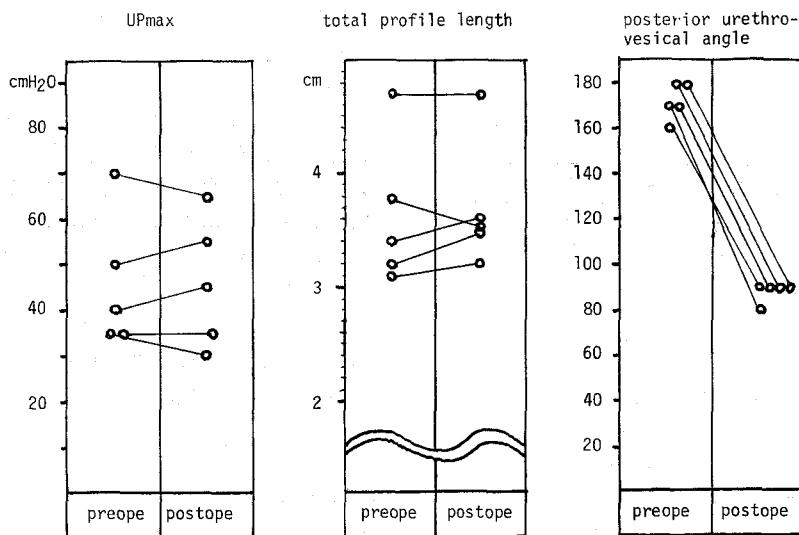 UPmax
cmH2O
80
60
40
20
preope postope
total profile length
cm
4
3
2
preope postope
posterior urethro-
vesical angle
180
160
140
120
100
80
60
40
20
preope postope